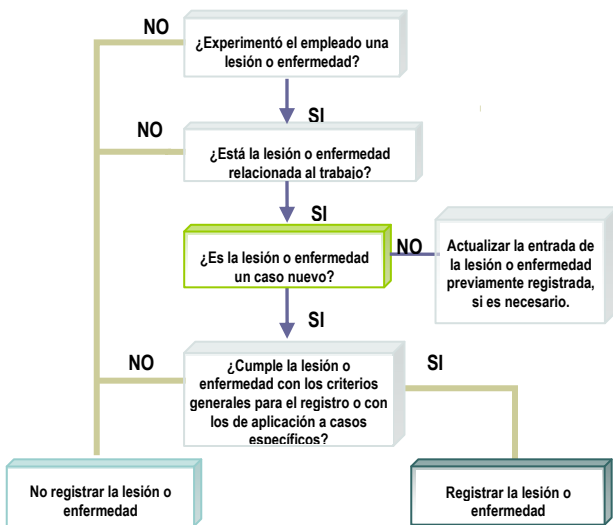 NO
¿Experimentó el empleado una
lesión o enfermedad?
SI
NO
¿Está la lesión o enfermedad
relacionada al trabajo?
SI
¿Es la lesión o enfermedad
un caso nuevo?
NO
Actualizar la entrada de
la lesión o enfermedad
previamente registrada,
si es necesario.
SI
NO
¿Cumple la lesión o
enfermedad con los criterios
generales para el registro o con
los de aplicación a casos
específicos?
SI
No registrar la lesión o
enfermedad
Registrar la lesión o
enfermedad